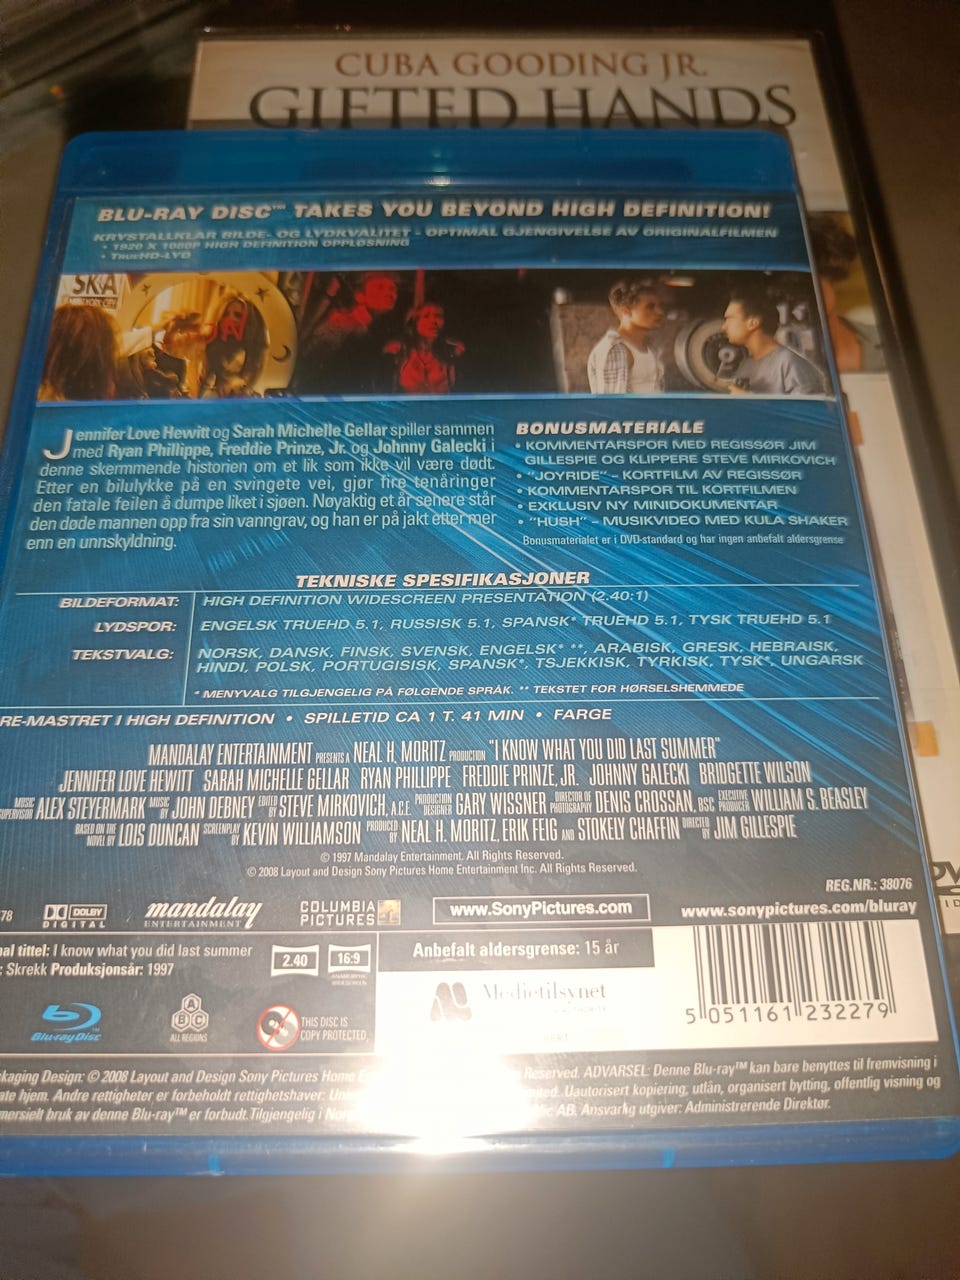 CUBA GOODING JR.
GIFTED HANDS
BLU-RAY DISC™ TAKES YOU BEYOND HIGH DEFINITION!
KRYSTALLKLAR BILDE- OG LYDKVALITET - OPTIMAL GJENGIVELSE AV ORIGINALFILMEN
• 1920 X 1080P HIGH DEFINITION OPPLØSNING
• TrueHD-LYD
SKA
Jennifer Love Hewitt og Sarah Michelle Gellar spiller sammen
med Ryan Phillippe, Freddie Prinze, Jr. og Johnny Galecki i
denne skremmende historien om et lik som ikke vil være dødt.
Etter en bilulykke på en svingete vei, gjør fire tenåringer
den fatale feilen å dumpe liket i sjøen. Nøyaktig et år senere står
den døde mannen opp fra sin vanngrav, og han er på jakt etter mer
enn en unnskyldning.
BONUSMATERIALE
• KOMMENTARSPOR MED REGISSØR JIM
GILLESPIE OG KLIPPERE STEVE MIRKOVICH
• "JOYRIDE" – KORTFILM AV REGISSØR
• KOMMENTARSPOR TIL KORTFILMEN
• EXKLUSIV NY MINIDOKUMENTAR
• "HUSH" – MUSIKVIDEO MED KULA SHAKER
Bonusmaterialet er i DVD-standard og har ingen anbefalt aldersgrense
TEKNISKE SPESIFIKASJONER
BILDEFORMAT: HIGH DEFINITION WIDESCREEN PRESENTATION (2.40:1)
LYDSPOR: ENGELSK TRUEHD 5.1, RUSSISK 5.1, SPANSK* TRUEHD 5.1, TYSK TRUEHD 5.1
TEKSTVALG: NORSK, DANSK, FINSK, SVENSK, ENGELSK* **, ARABISK, GRESK, HEBRAISK,
HINDI, POLSK, PORTUGISISK, SPANSK*, TSJEKKISK, TYRKISK, TYSK*, UNGARSK
* MENYVALG TILGJENGELIG PÅ FØLGENDE SPRÅK. ** TEKSTET FOR HØRSELSHEMMEDE
RE-MASTRET I HIGH DEFINITION • SPILLETID CA 1 T. 41 MIN • FARGE
MANDALAY ENTERTAINMENT PRESENTS A NEAL H. MORITZ PRODUCTION "I KNOW WHAT YOU DID LAST SUMMER"
JENNIFER LOVE HEWITT SARAH MICHELLE GELLAR RYAN PHILLIPPE FREDDIE PRINZE, JR. JOHNNY GALECKI BRIDGETTE WILSON
MUSIC SUPERVISOR ALEX STEYERMARK MUSIC BY JOHN DEBNEY EDITED BY STEVE MIRKOVICH, A.C.E. PRODUCTION DESIGNER GARY WISSNER DIRECTOR OF PHOTOGRAPHY DENIS CROSSAN, BSC EXECUTIVE PRODUCER WILLIAM S. BEASLEY
BASED ON THE NOVEL BY LOIS DUNCAN SCREENPLAY BY KEVIN WILLIAMSON PRODUCED BY NEAL H. MORITZ, ERIK FEIG AND STOKELY CHAFFIN DIRECTED BY JIM GILLESPIE
© 1997 Mandalay Entertainment. All Rights Reserved.
© 2008 Layout and Design Sony Pictures Home Entertainment Inc. All Rights Reserved.
REG.NR.: 38076
DOLBY
DIGITAL
mandalay
ENTERTAINMENT
COLUMBIA
PICTURES
www.SonyPictures.com
www.sonypictures.com/bluray
nal tittel: I know what you did last summer
: Skrekk Produksjonsår: 1997
2.40
16:9
ANAMORPHIC
WIDESCREEN
Anbefalt aldersgrense: 15 år
Medietilsynet
5 051161 232279
Blu-ray Disc
A
B C
ALL REGIONS
THIS DISC IS
COPY PROTECTED
ckaging Design: © 2008 Layout and Design Sony Pictures Home Reserved. ADVARSEL: Denne Blu-ray™ kan bare benyttes til fremvisning i
ate hjem. Andre rettigheter er forbeholdt rettighetshaver: Uautorisert kopiering, utlån, organisert bytting, offentlig visning og
mersielt bruk av denne Blu-ray™ er forbudt. Tilgjengelig i AB. Ansvarlig utgiver: Administrerende Direktør.